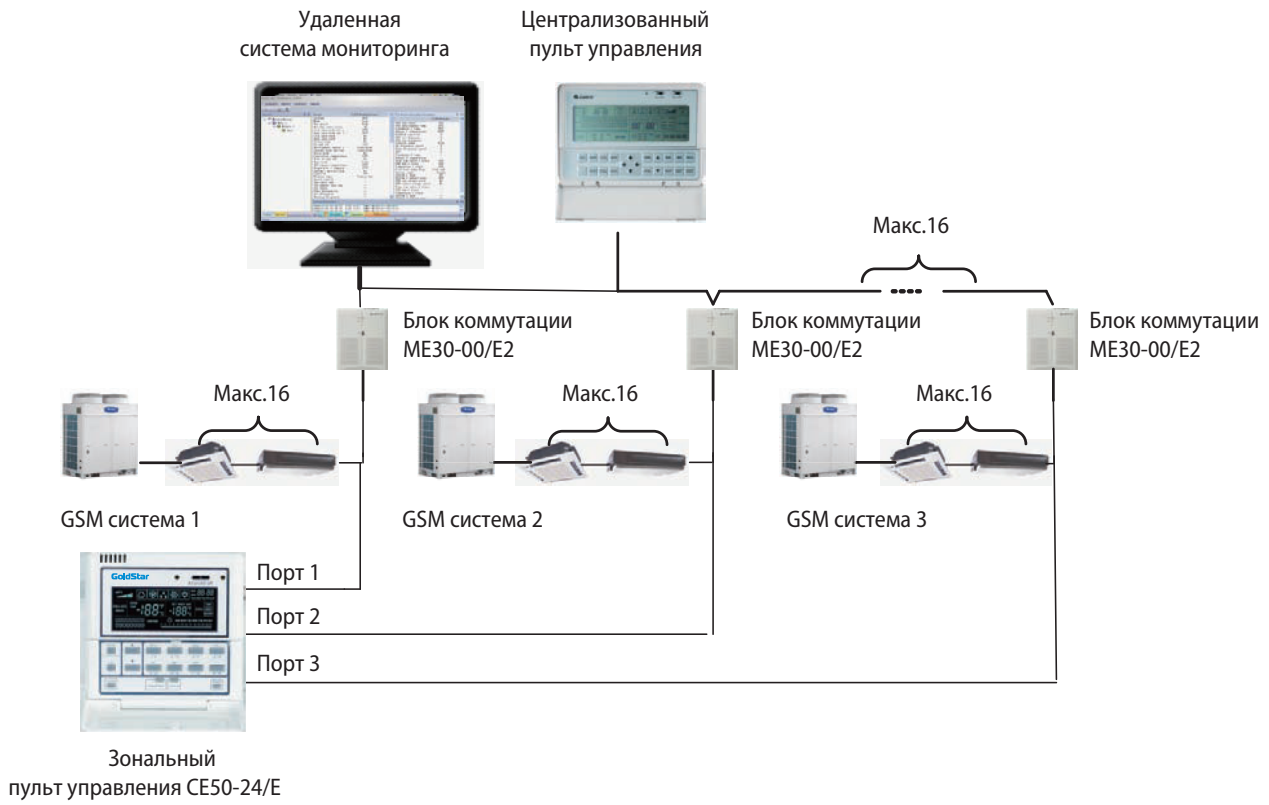 Удаленная
система мониторинга
Централизованный
пульт управления
Макс.16
Блок коммутации
ME30-00/E2
Блок коммутации
ME30-00/E2
Блок коммутации
ME30-00/E2
Макс.16
Макс.16
Макс.16
GSM система 1
GSM система 2
GSM система 3
GoldStar
Порт 1
Порт 2
Порт 3
Зональный
пульт управления CE50-24/E